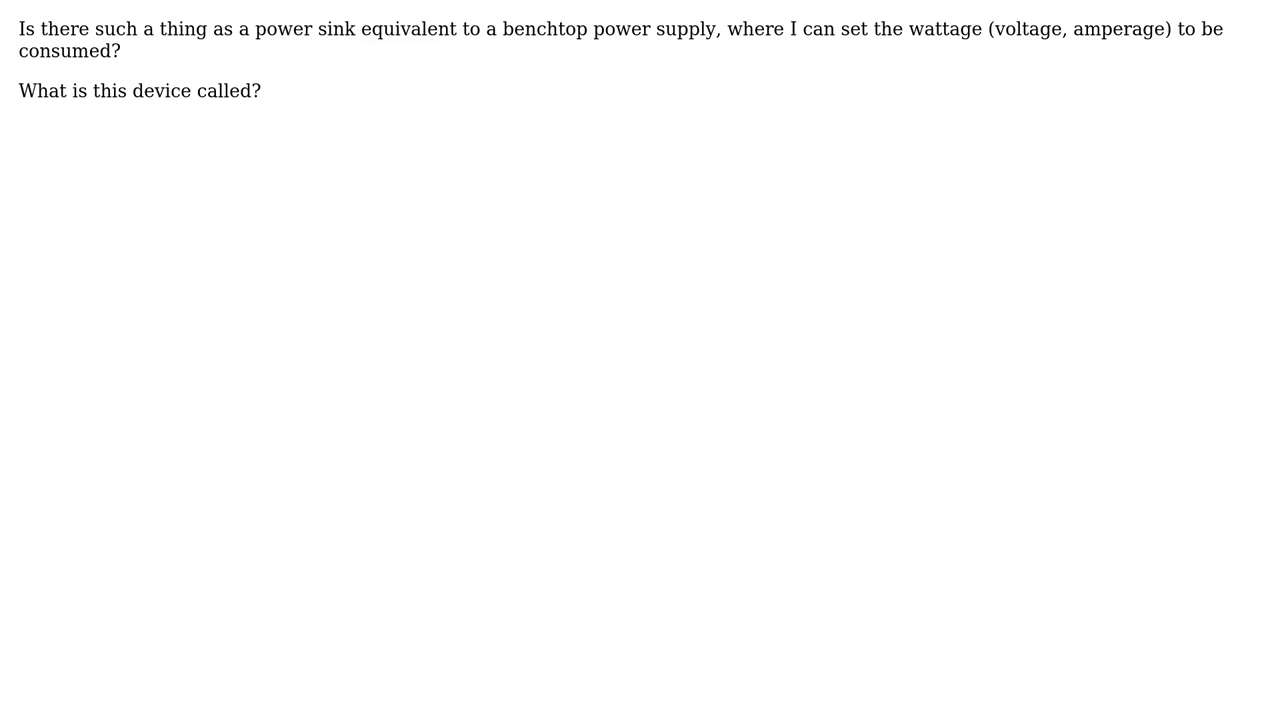 Is there such a thing as a power sink equivalent to a benchtop power supply, where I can set the wattage (voltage, amperage) to be
consumed?
What is this device called?